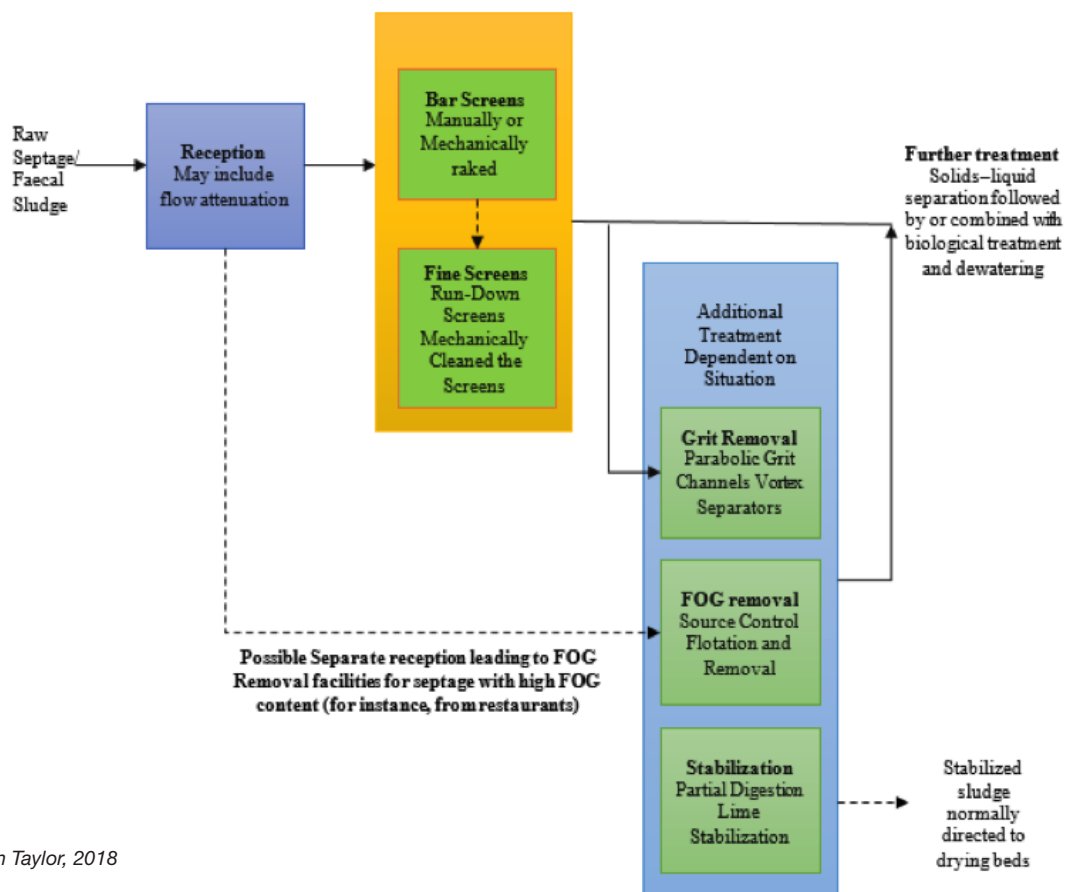 Raw
Septage/
Faecal
Sludge
Reception
May include
flow attenuation
Bar Screens
Manually or
Mechanically
raked
Fine Screens
Run-Down
Screens
Mechanically
Cleaned the
Screens
Further treatment
Solids–liquid
separation followed
by or combined with
biological treatment
and dewatering
Additional
Treatment
Dependent on
Situation
Grit Removal
Parabolic Grit
Channels Vortex
Separators
FOG removal
Source Control
Flotation and
Removal
Possible Separate reception leading to FOG
Removal facilities for septage with high FOG
content (for instance, from restaurants)
Stabilization
Partial Digestion
Lime
Stabilization
Stabilized
sludge
normally
directed to
drying beds
Taylor, 2018